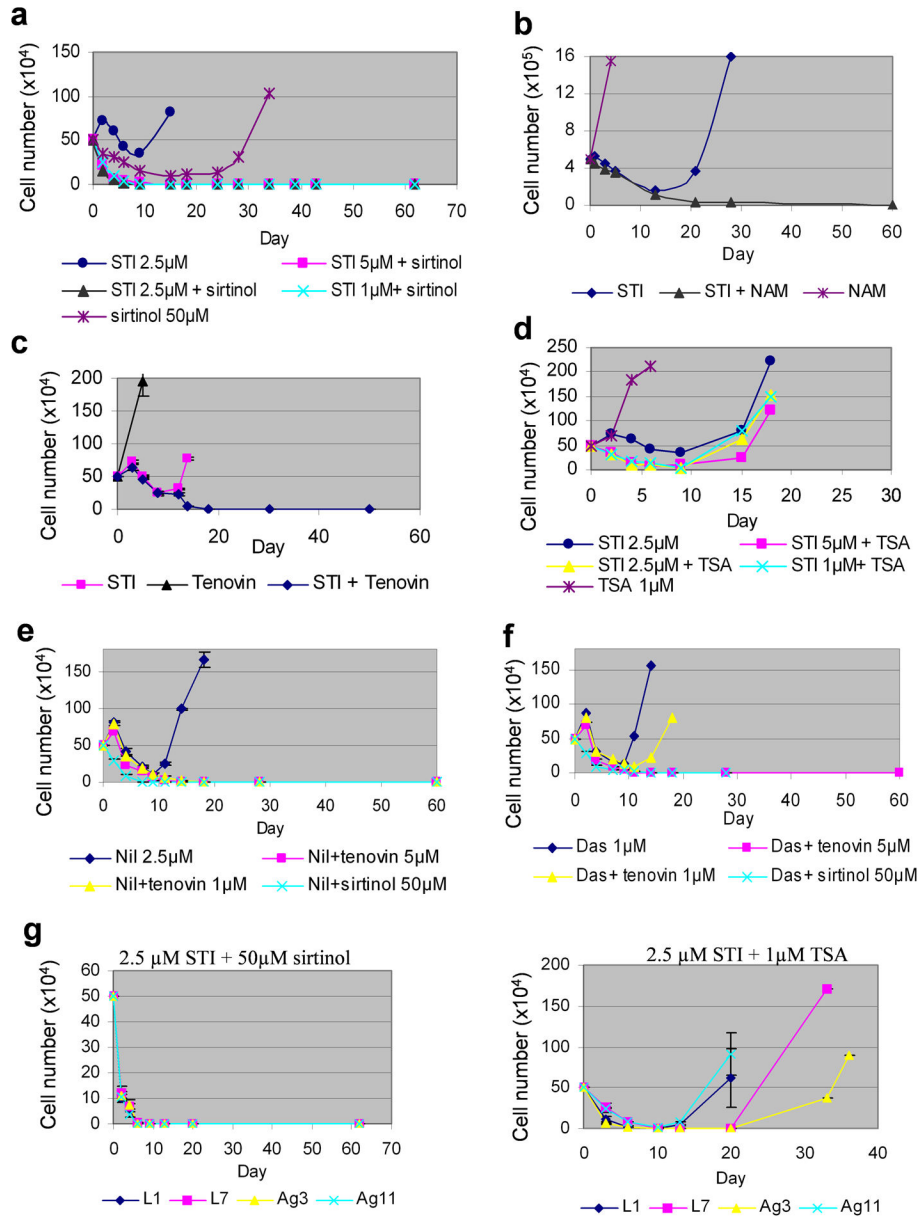 a
150
100
50
0
Cell number (x10⁴)
0 10 20 30 40 50 60 70
Day
STI 2.5µM
STI 5µM + sirtinol
STI 2.5µM + sirtinol
STI 1µM+ sirtinol
sirtinol 50µM
b
16
12
8
4
0
Cell number (x10⁵)
0 10 20 30 40 50 60
Day
STI
STI + NAM
NAM
c
200
150
100
50
0
Cell number (x10⁴)
0 20 40 60
Day
STI
Tenovin
STI + Tenovin
d
250
200
150
100
50
0
Cell number (x10⁴)
0 5 10 15 20 25 30
Day
STI 2.5µM
STI 5µM + TSA
STI 2.5µM + TSA
STI 1µM+ TSA
TSA 1µM
e
150
100
50
0
Cell number (x10⁴)
0 10 20 30 40 50 60
Day
Nil 2.5µM
Nil+tenovin 5µM
Nil+tenovin 1µM
Nil+sirtinol 50µM
f
150
100
50
0
Cell number (x10⁴)
0 10 20 30 40 50 60
Day
Das 1µM
Das+ tenovin 5µM
Das+ tenovin 1µM
Das+ sirtinol 50µM
g
2.5 µM STI + 50µM sirtinol
60
50
40
30
20
10
0
Cell number (x10⁴)
0 10 20 30 40 50 60 70
Day
L1
L7
Ag3
Ag11
2.5 µM STI + 1µM TSA
200
150
100
50
0
Cell number (x10⁴)
0 10 20 30 40
Day
L1
L7
Ag3
Ag11